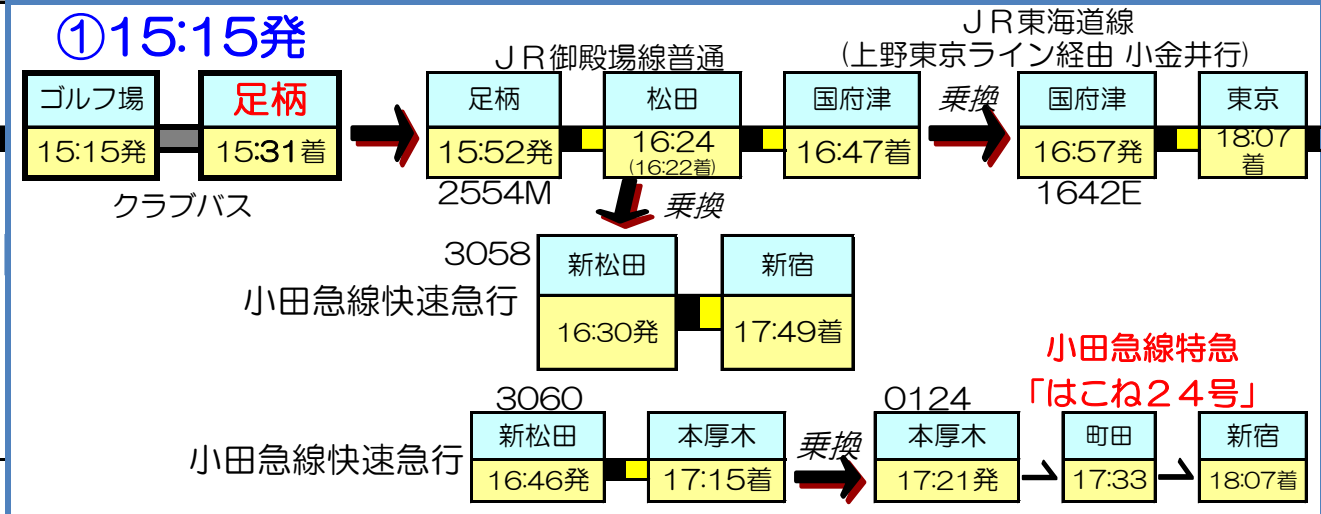 ①15:15発
JR東海道線
JR御殿場線普通
(上野東京ライン経由 小金井行)
ゴルフ場
足柄
足柄
松田
国府津
乗換
国府津
東京
15:15発
15:31着
15:52発
16:24
(16:22着)
16:47着
16:57発
18:07
着
クラブバス
2554M
乗換
1642E
3058
新松田
新宿
小田急線快速急行
16:30発
17:49着
小田急線特急
「はこね24号」
3060
0124
新松田
本厚木
乗換
本厚木
町田
新宿
小田急線快速急行
16:46発
17:15着
17:21発
17:33
18:07着